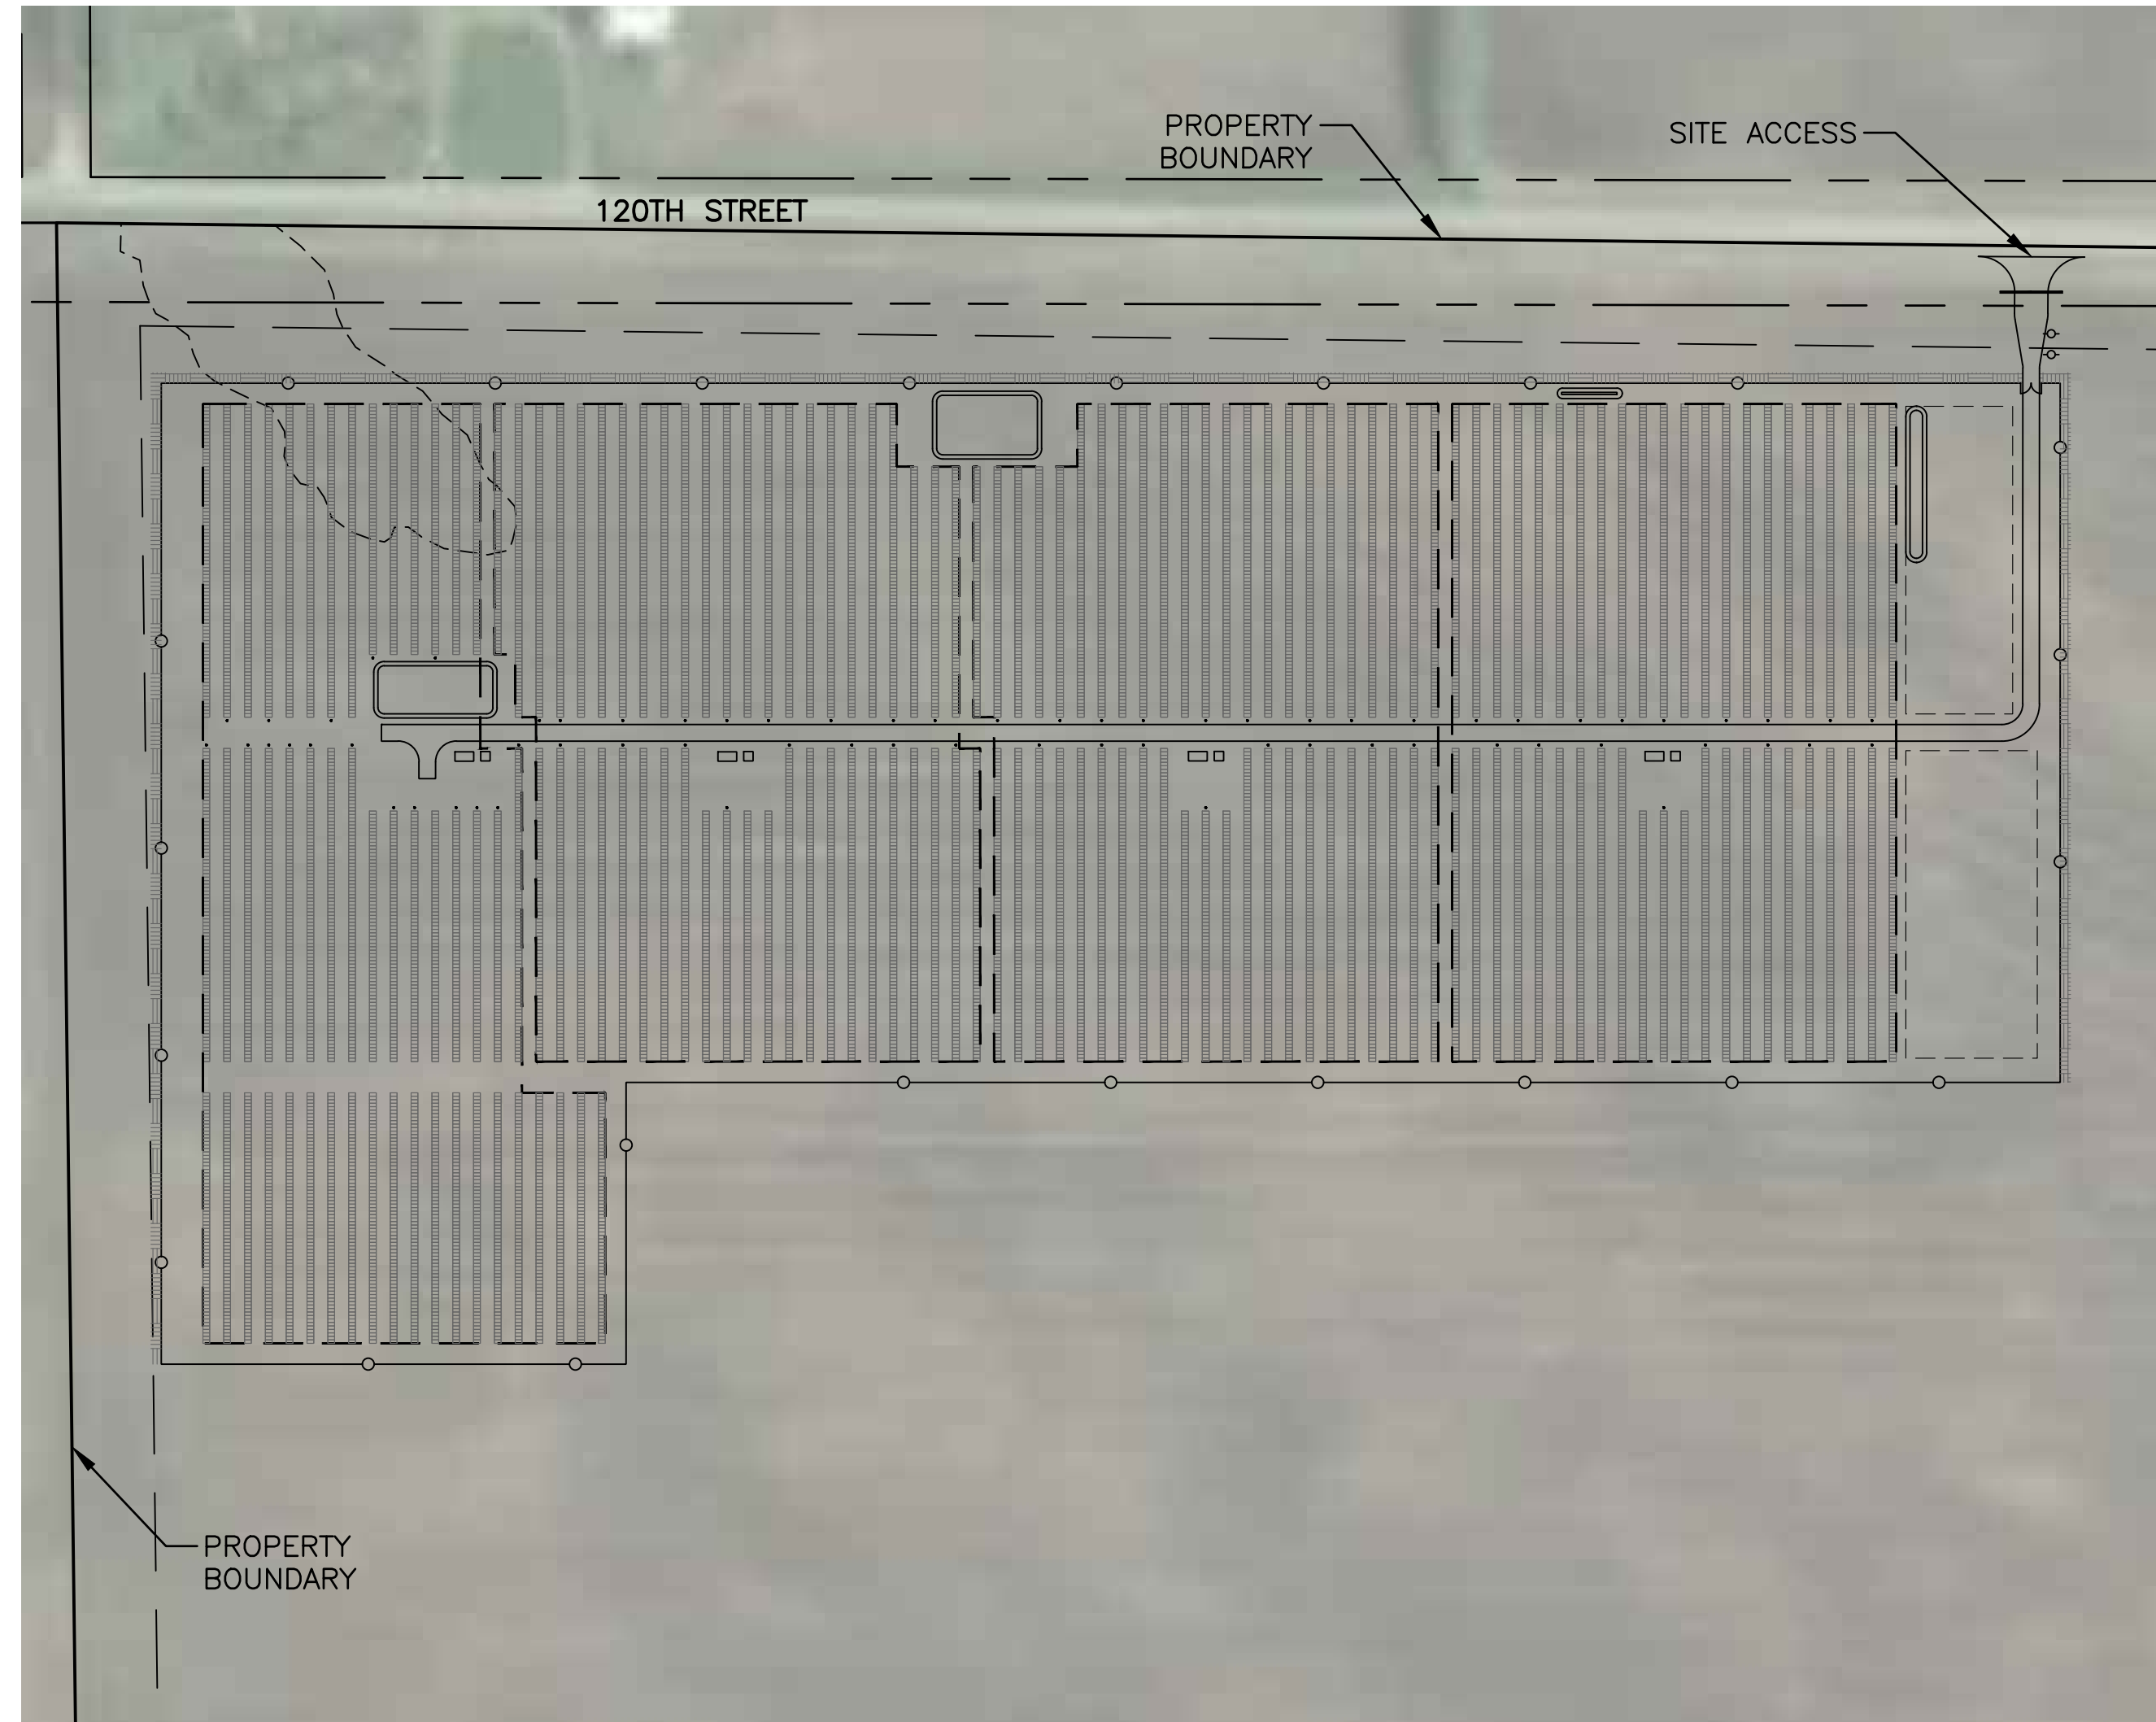 PROPERTY
BOUNDARY
SITE ACCESS
120TH STREET
PROPERTY
BOUNDARY